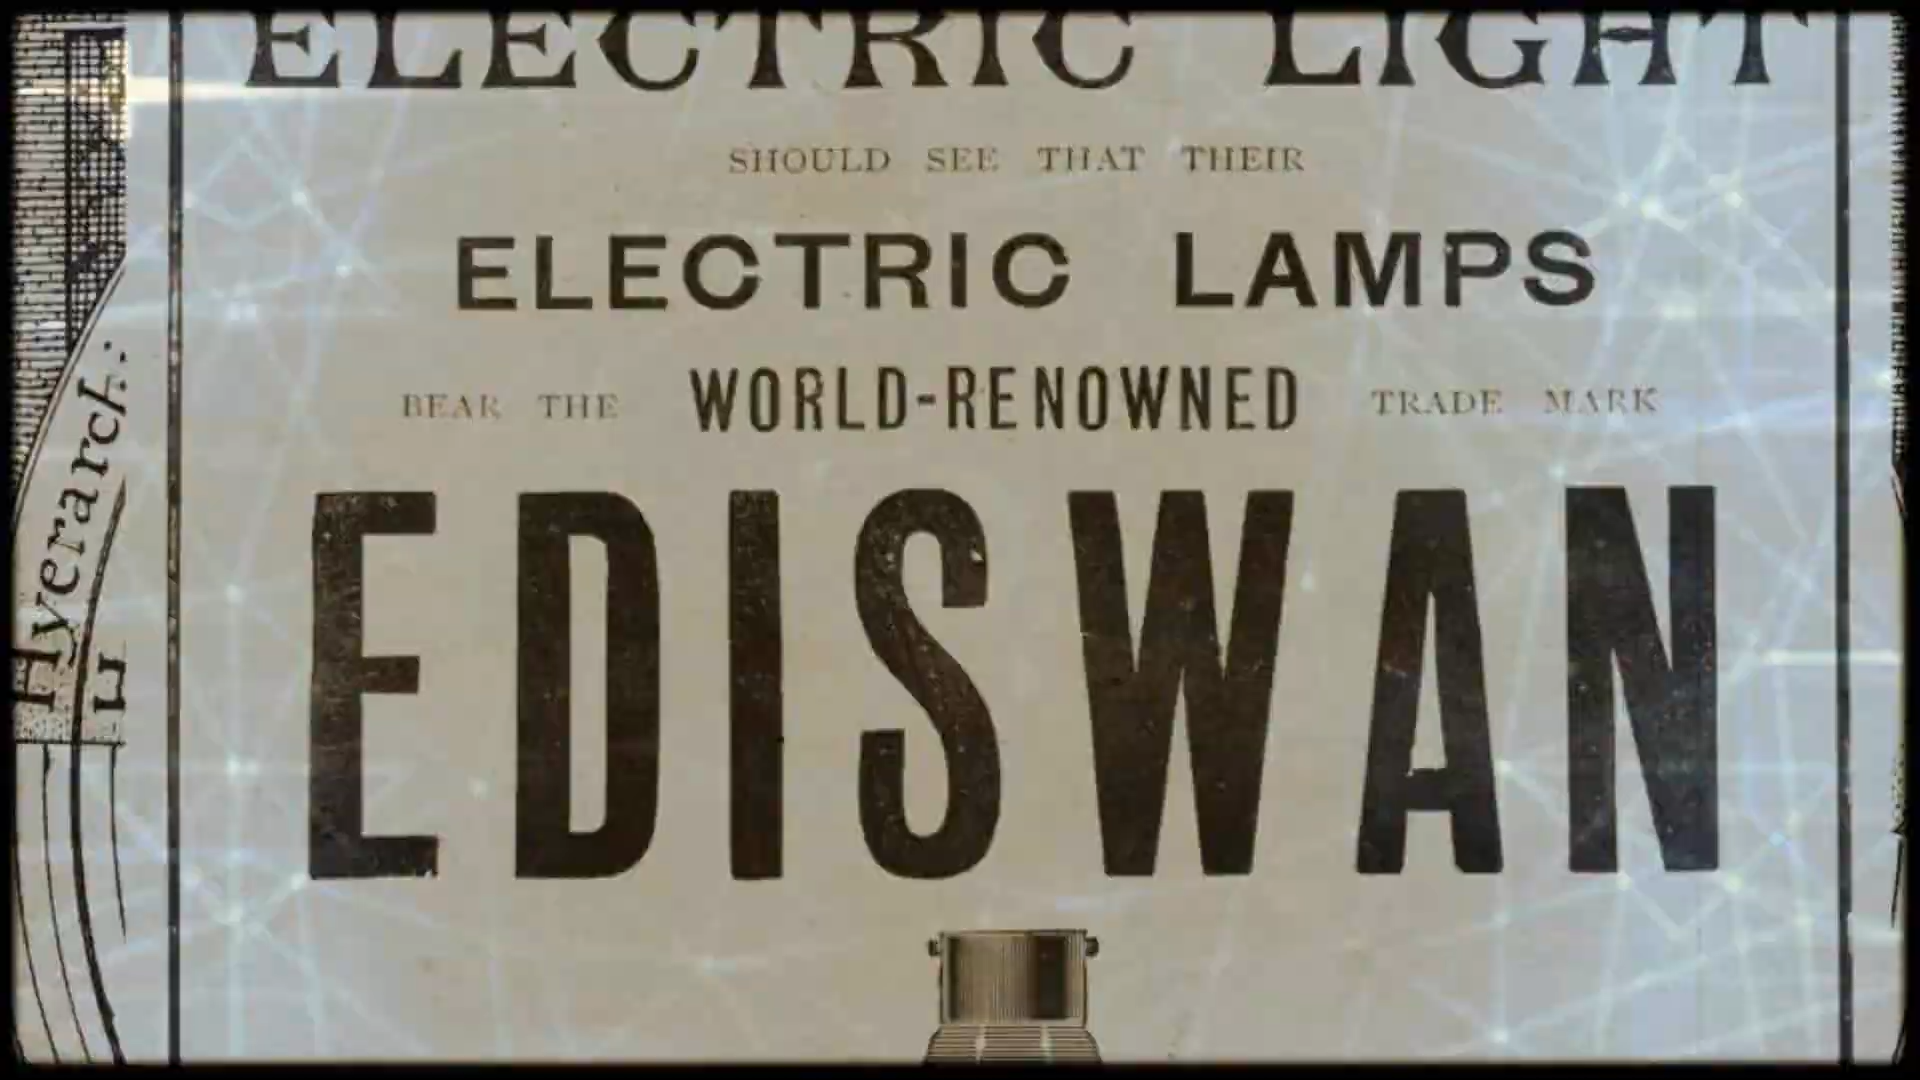 ELECTRIC LIGHT
SHOULD SEE THAT THEIR
ELECTRIC LAMPS
BEAR THE WORLD-RENOWNED TRADE MARK
EDISWAN
Hyerarch:
E